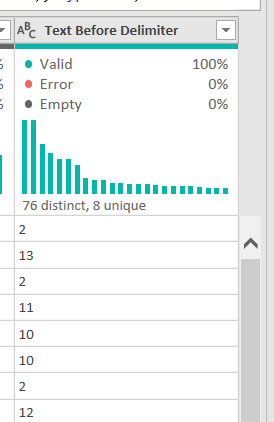 ABC Text Before Delimiter
% Valid 100%
% Error 0%
% Empty 0%
76 distinct, 8 unique
2
13
2
11
10
10
2
12